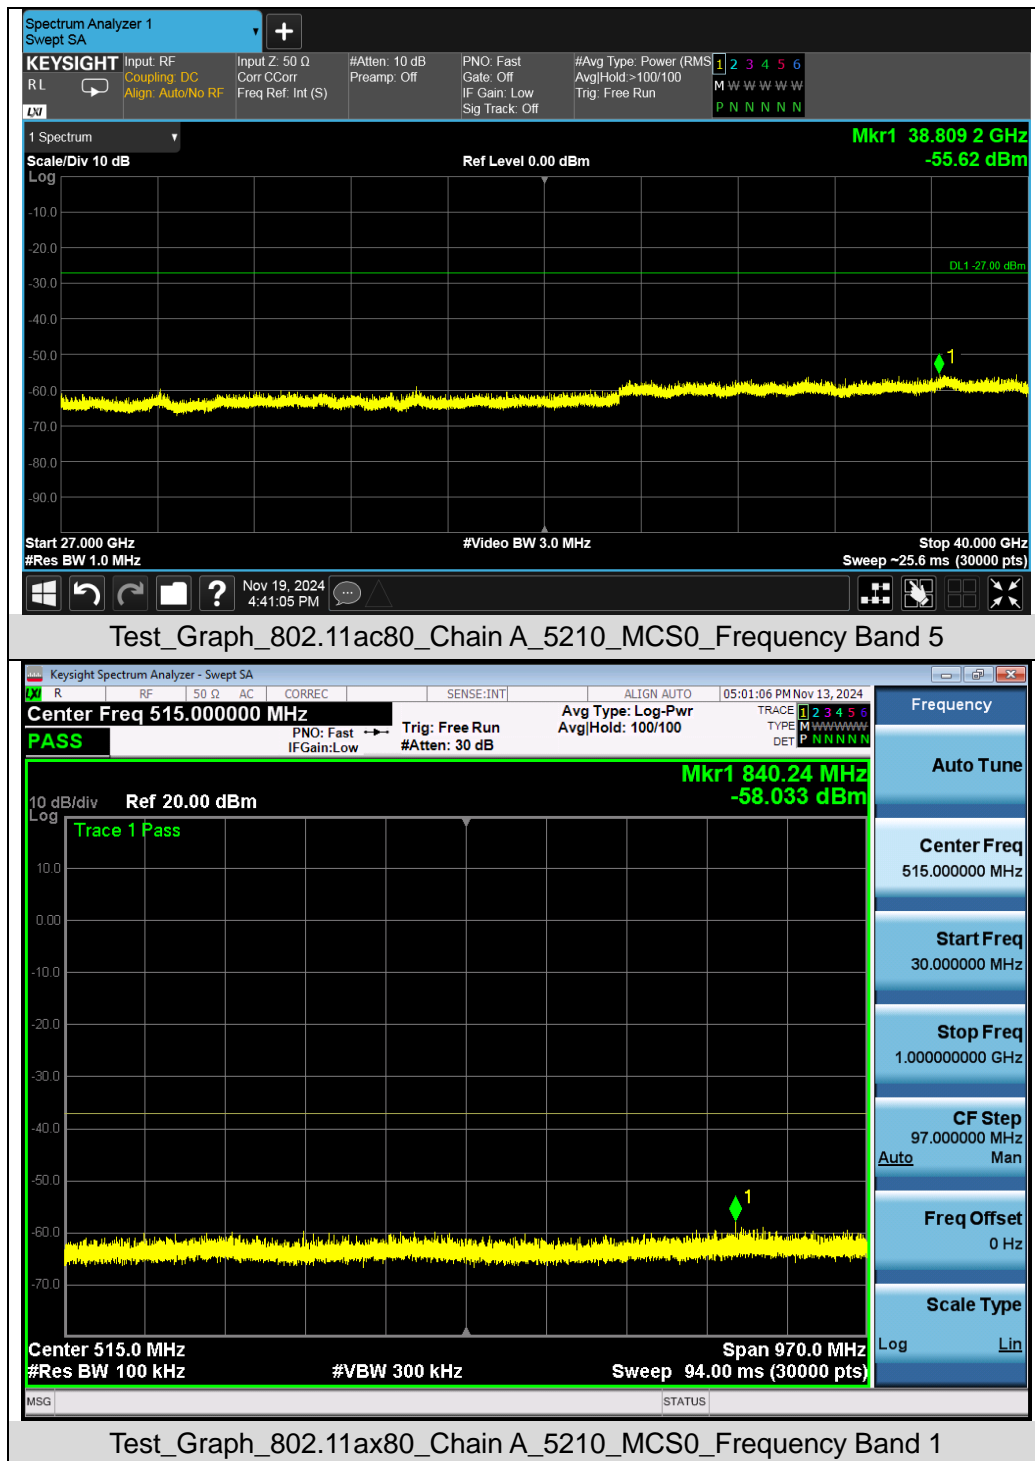 Spectrum Analyzer 1
Swept SA
+
KEYSIGHT Input: RF Input Z: 50 Ω #Atten: 10 dB PNO: Fast #Avg Type: Power (RMS 1 2 3 4 5 6
RL Coupling: DC Corr CCorr Preamp: Off Gate: Off Avg|Hold:>100/100 M W W W W W
Align: Auto/No RF Freq Ref: Int (S) IF Gain: Low Trig: Free Run
LXI Sig Track: Off P N N N N N
1 Spectrum Mkr1 38.809 2 GHz
Scale/Div 10 dB Ref Level 0.00 dBm -55.62 dBm
Log
-10.0
-20.0
DL1 -27.00 dBm
-30.0
-40.0
-50.0
1
-60.0
-70.0
-80.0
-90.0
Start 27.000 GHz #Video BW 3.0 MHz Stop 40.000 GHz
#Res BW 1.0 MHz Sweep ~25.6 ms (30000 pts)
? Nov 19, 2024
4:41:05 PM
Test_Graph_802.11ac80_Chain A_5210_MCS0_Frequency Band 5
Keysight Spectrum Analyzer - Swept SA
LXI R RF 50 Ω AC CORREC SENSE:INT ALIGN AUTO 05:01:06 PM Nov 13, 2024
Center Freq 515.000000 MHz Avg Type: Log-Pwr TRACE 1 2 3 4 5 6
PASS PNO: Fast Trig: Free Run Avg|Hold: 100/100 TYPE M W W W W W
IFGain:Low #Atten: 30 dB DET P N N N N N
Frequency
Auto Tune
Mkr1 840.24 MHz
10 dB/div Ref 20.00 dBm -58.033 dBm
Log
Trace 1 Pass
10.0
0.00
-10.0
-20.0
-30.0
-40.0
-50.0
1
-60.0
-70.0
Center 515.0 MHz Span 970.0 MHz
#Res BW 100 kHz #VBW 300 kHz Sweep 94.00 ms (30000 pts)
Center Freq
515.000000 MHz
Start Freq
30.000000 MHz
Stop Freq
1.000000000 GHz
CF Step
97.000000 MHz
Auto Man
Freq Offset
0 Hz
Scale Type
Log Lin
MSG STATUS
Test_Graph_802.11ax80_Chain A_5210_MCS0_Frequency Band 1